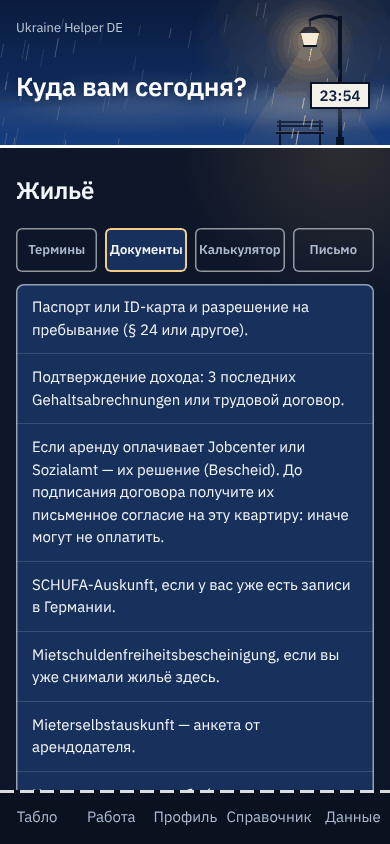 Ukraine Helper DE
Куда вам сегодня?
23:54
Жильё
Термины
Документы
Калькулятор
Письмо
Паспорт или ID-карта и разрешение на
пребывание (§ 24 или другое).
Подтверждение дохода: 3 последних
Gehaltsabrechnungen или трудовой договор.
Если аренду оплачивает Jobcenter или
Sozialamt — их решение (Bescheid). До
подписания договора получите их
письменное согласие на эту квартиру: иначе
могут не оплатить.
SCHUFA-Auskunft, если у вас уже есть записи
в Германии.
Mietschuldenfreiheitsbescheinigung, если вы
уже снимали жильё здесь.
Mieterselbstauskunft — анкета от
арендодателя.
Табло
Работа
Профиль
Справочник
Данные